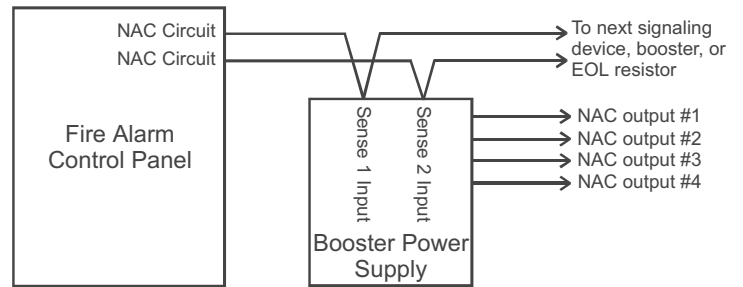 NAC Circuit
NAC Circuit
Fire Alarm
Control Panel
To next signaling
device, booster, or
EOL resistor
Sense 1 Input
Sense 2 Input
Booster Power
Supply
NAC output #1
NAC output #2
NAC output #3
NAC output #4